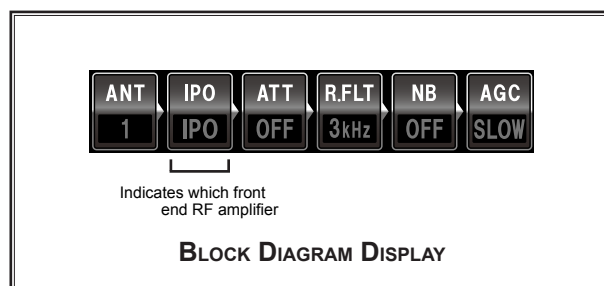 ANT IPO ATT R.FLT NB AGC
1 IPO OFF 3kHz OFF SLOW
Indicates which front
end RF amplifier
BLOCK DIAGRAM DISPLAY